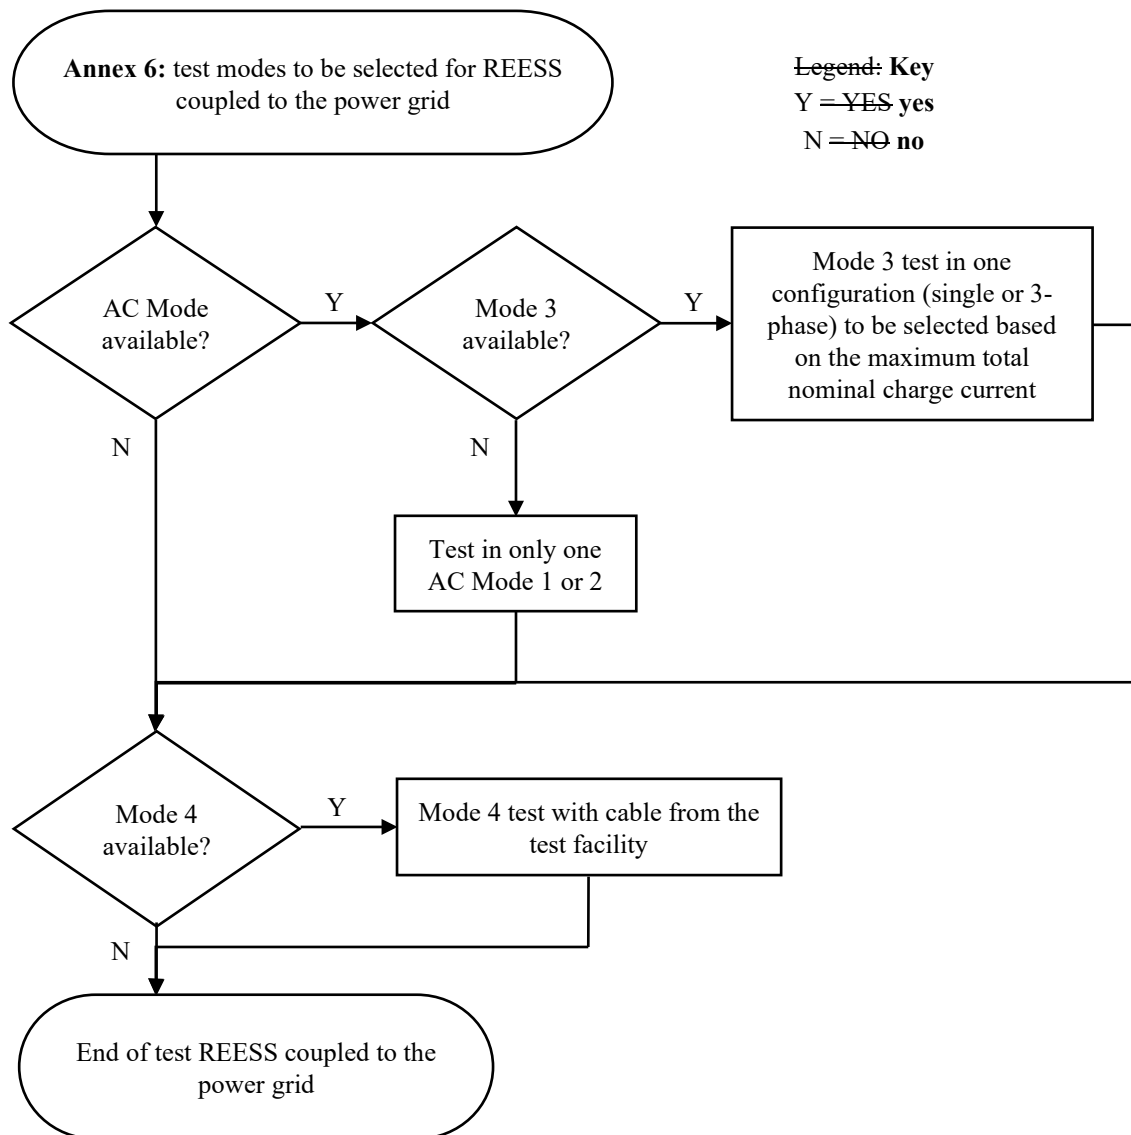 Annex 6: test modes to be selected for REESS
coupled to the power grid
Legend: Key
Y = YES yes
N = NO no
AC Mode
available?
Y
Mode 3
available?
Y
Mode 3 test in one
configuration (single or 3-
phase) to be selected based
on the maximum total
nominal charge current
N
N
Test in only one
AC Mode 1 or 2
Mode 4
available?
Y
Mode 4 test with cable from the
test facility
N
End of test REESS coupled to the
power grid